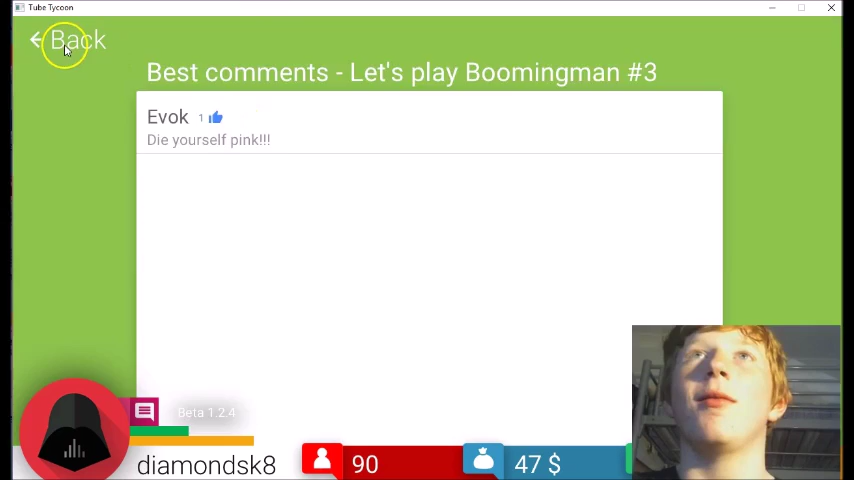 Tube Tycoon
Back
Best comments - Let's play Boomingman #3
Evok 1
Die yourself pink!!!
Beta 1.2.4
diamondsk8
90
47 $